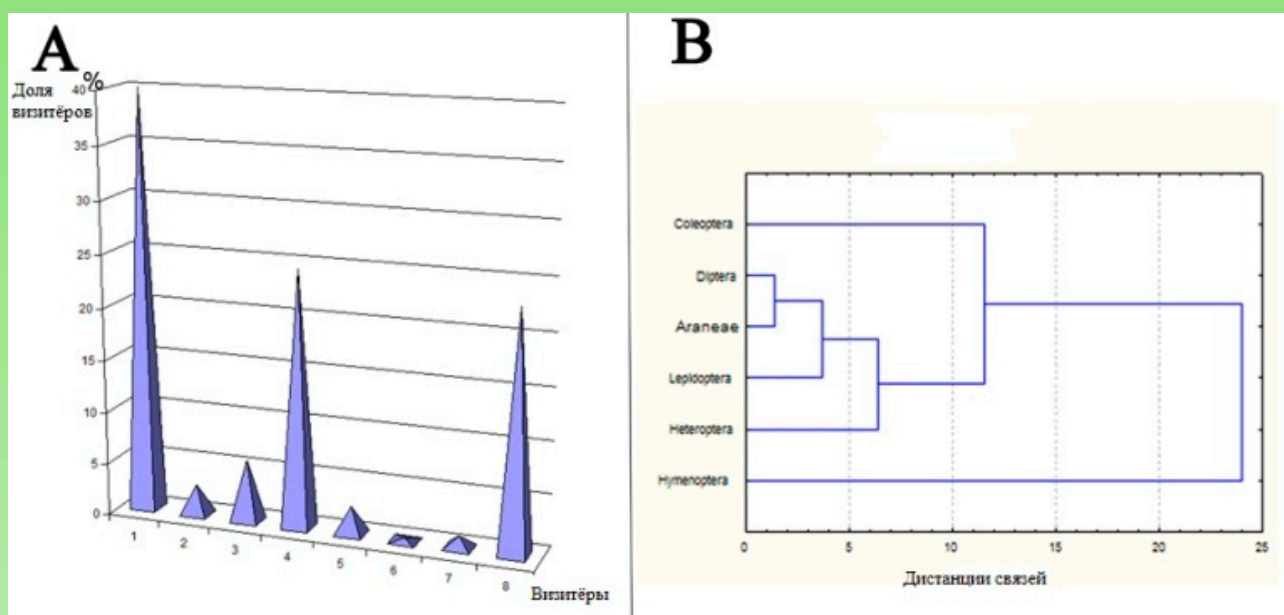 A
%
Доля
визитёров
40
35
30
25
20
15
10
5
0
1 2 3 4 5 6 7 8
Визитёры
B
Coleoptera
Diptera
Araneae
Lepidoptera
Heteroptera
Hymenoptera
0 5 10 15 20 25
Дистанции связей